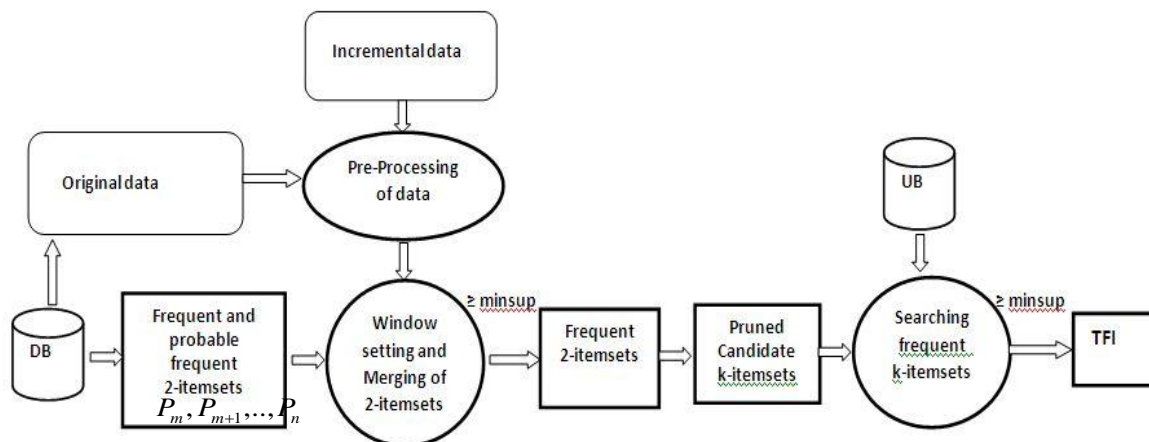 Incremental data
Original data
Pre-Processing
of data
UB
DB
Frequent and
probable
frequent
2-itemsets
P_m, P_{m+1},.., P_n
Window
setting and
Merging of
2-itemsets
≥ minsup
Frequent
2-itemsets
Pruned
Candidate
k-itemsets
Searching
frequent
k-itemsets
≥ minsup
TFI